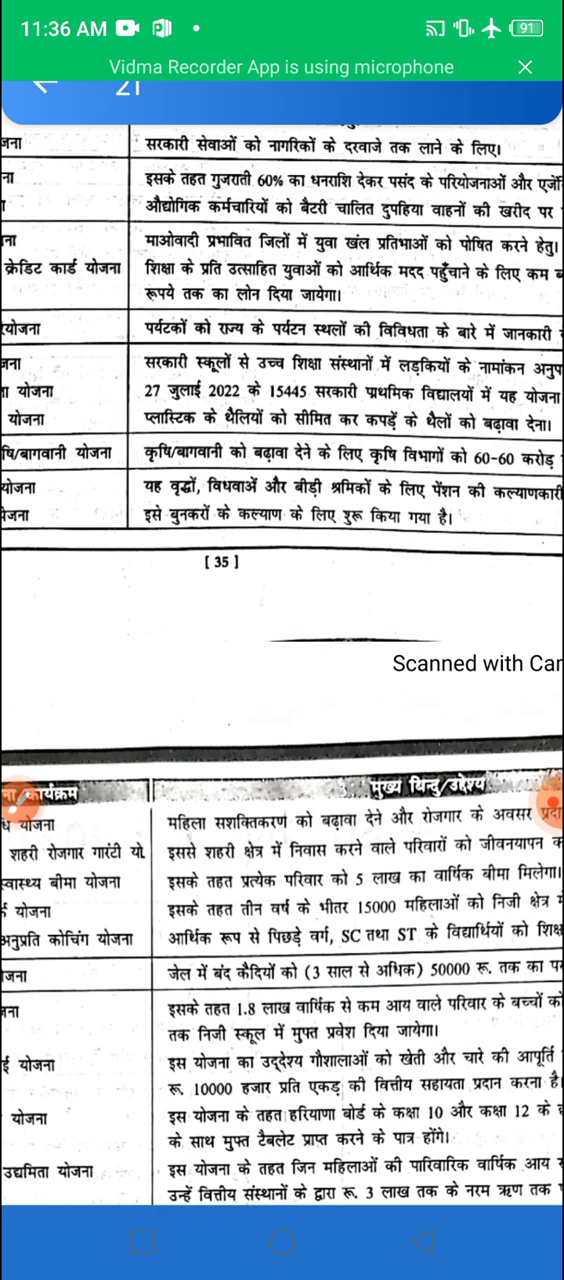 11:36 AM
91
Vidma Recorder App is using microphone ×
21
जना सरकारी सेवाओं को नागरिकों के दरवाजे तक लाने के लिए।
ना इसके तहत गुजराती 60% का धनराशि देकर पसंद के परियोजनाओं और एजें
औद्योगिक कर्मचारियों को बैटरी चालित दुपहिया वाहनों की खरीद पर
ना माओवादी प्रभावित जिलों में युवा खंल प्रतिभाओं को पोषित करने हेतु।
क्रेडिट कार्ड योजना शिक्षा के प्रति उत्साहित युवाओं को आर्थिक मदद पहुँचाने के लिए कम
रूपये तक का लोन दिया जायेगा।
योजना पर्यटकों को राज्य के पर्यटन स्थलों की विविधता के बारे में जानकारी
जना सरकारी स्कूलों से उच्च शिक्षा संस्थानों में लड़कियों के नामांकन अनुप
ा योजना 27 जुलाई 2022 के 15445 सरकारी प्राथमिक विद्यालयों में यह योजना
योजना प्लास्टिक के थैलियों को सीमित कर कपड़ें के थैलों को बढ़ावा देना।
षि/बागवानी योजना कृषि/बागवानी को बढ़ावा देने के लिए कृषि विभागों को 60-60 करोड़
योजना यह वृद्धों, विधवाओं और बीड़ी श्रमिकों के लिए पेंशन की कल्याणकारी
जना इसे बुनकरों के कल्याण के लिए शुरू किया गया है।
[ 35 ]
Scanned with Car
ना/कार्यक्रम मुख्य बिन्दु/उद्देश्य
योजना महिला सशक्तिकरण को बढ़ावा देने और रोजगार के अवसर प्रदा
शहरी रोजगार गारंटी यो. इससे शहरी क्षेत्र में निवास करने वाले परिवारों को जीवनयापन क
स्वास्थ्य बीमा योजना इसके तहत प्रत्येक परिवार को 5 लाख का वार्षिक बीमा मिलेगा।
योजना इसके तहत तीन वर्ष के भीतर 15000 महिलाओं को निजी क्षेत्र में
अनुप्रति कोचिंग योजना आर्थिक रूप से पिछड़े वर्ग, SC तथा ST के विद्यार्थियों को शिक्ष
जना जेल में बंद कैदियों को (3 साल से अधिक) 50000 रू. तक का
ना इसके तहत 1.8 लाख वार्षिक से कम आय वाले परिवार के बच्चों को
तक निजी स्कूल में मुफ्त प्रवेश दिया जायेगा।
ई योजना इस योजना का उद्देश्य गौशालाओं को खेती और चारे की आपूर्ति
रू. 10000 हजार प्रति एकड़ की वित्तीय सहायता प्रदान करना है।
योजना इस योजना के तहत हरियाणा बोर्ड के कक्षा 10 और कक्षा 12 के
के साथ मुफ्त टैबलेट प्राप्त करने के पात्र होंगे।
उद्यमिता योजना इस योजना के तहत जिन महिलाओं की पारिवारिक वार्षिक आय
उन्हें वित्तीय संस्थानों के द्वारा रू. 3 लाख तक के नरम ऋण तक